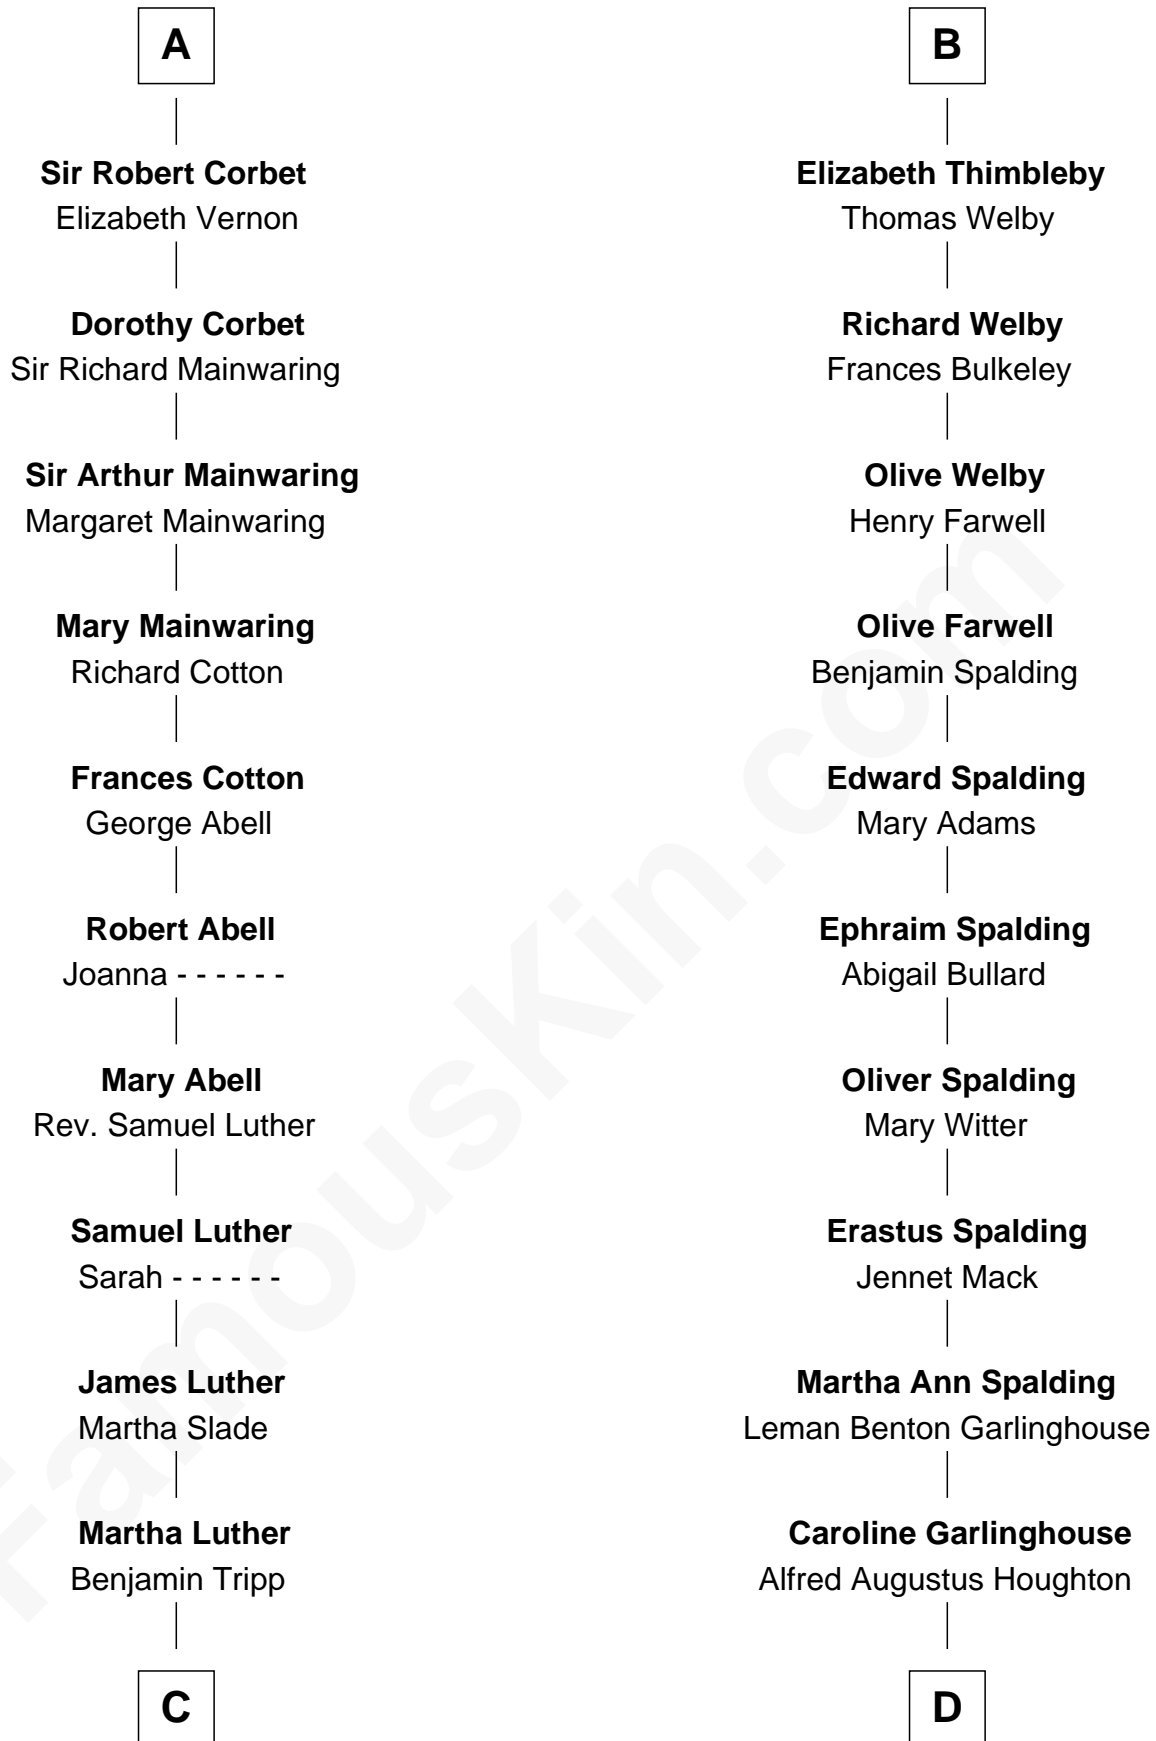 A
Sir Robert Corbet
Elizabeth Vernon
Dorothy Corbet
Sir Richard Mainwaring
Sir Arthur Mainwaring
Margaret Mainwaring
Mary Mainwaring
Richard Cotton
Frances Cotton
George Abell
Robert Abell
Joanna - - - - - -
Mary Abell
Rev. Samuel Luther
Samuel Luther
Sarah - - - - - -
James Luther
Martha Slade
Martha Luther
Benjamin Tripp
C
B
Elizabeth Thimbleby
Thomas Welby
Richard Welby
Frances Bulkeley
Olive Welby
Henry Farwell
Olive Farwell
Benjamin Spalding
Edward Spalding
Mary Adams
Ephraim Spalding
Abigail Bullard
Oliver Spalding
Mary Witter
Erastus Spalding
Jennet Mack
Martha Ann Spalding
Leman Benton Garlinghouse
Caroline Garlinghouse
Alfred Augustus Houghton
D
FamousKin.com